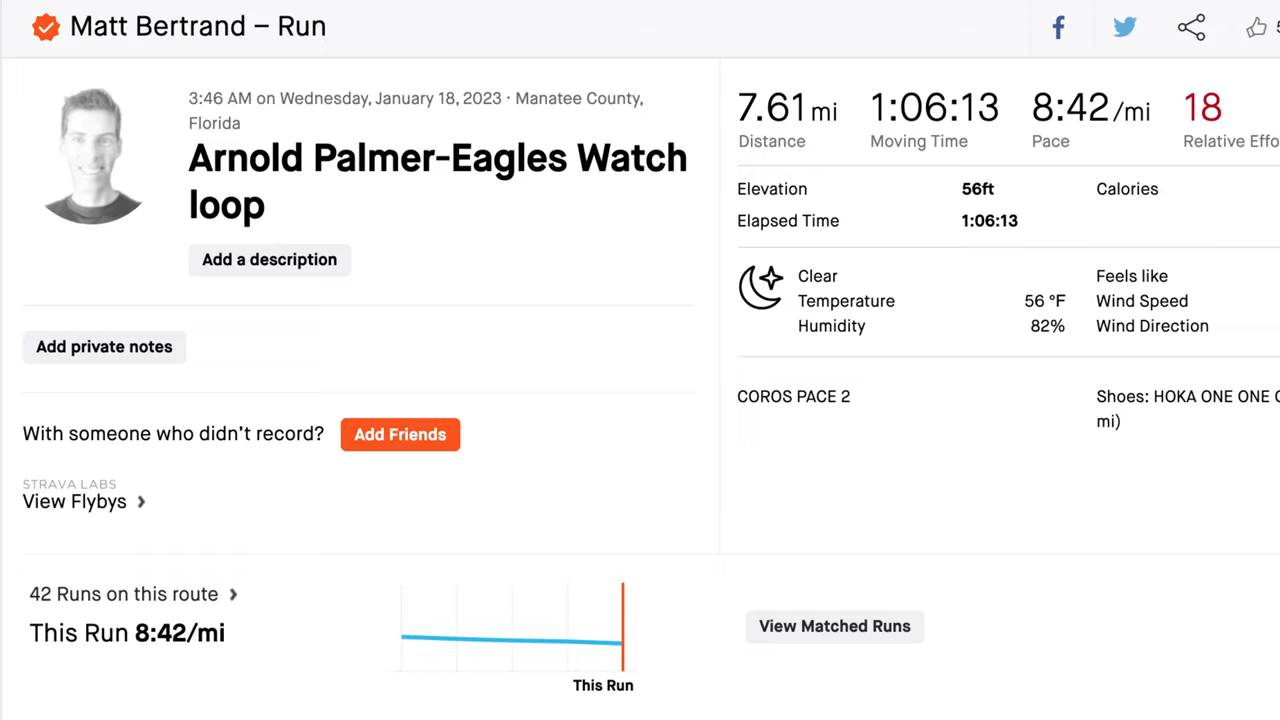 Matt Bertrand – Run
3:46 AM on Wednesday, January 18, 2023 · Manatee County,
Florida
Arnold Palmer-Eagles Watch
loop
Add a description
Add private notes
With someone who didn't record?
Add Friends
STRAVA LABS
View Flybys
7.61 mi
Distance
1:06:13
Moving Time
8:42 /mi
Pace
18
Relative Effo
Elevation 56ft Calories
Elapsed Time 1:06:13
Clear
Temperature 56 °F
Humidity 82%
Feels like
Wind Speed
Wind Direction
COROS PACE 2
Shoes: HOKA ONE ONE
mi)
42 Runs on this route
This Run 8:42/mi
This Run
View Matched Runs